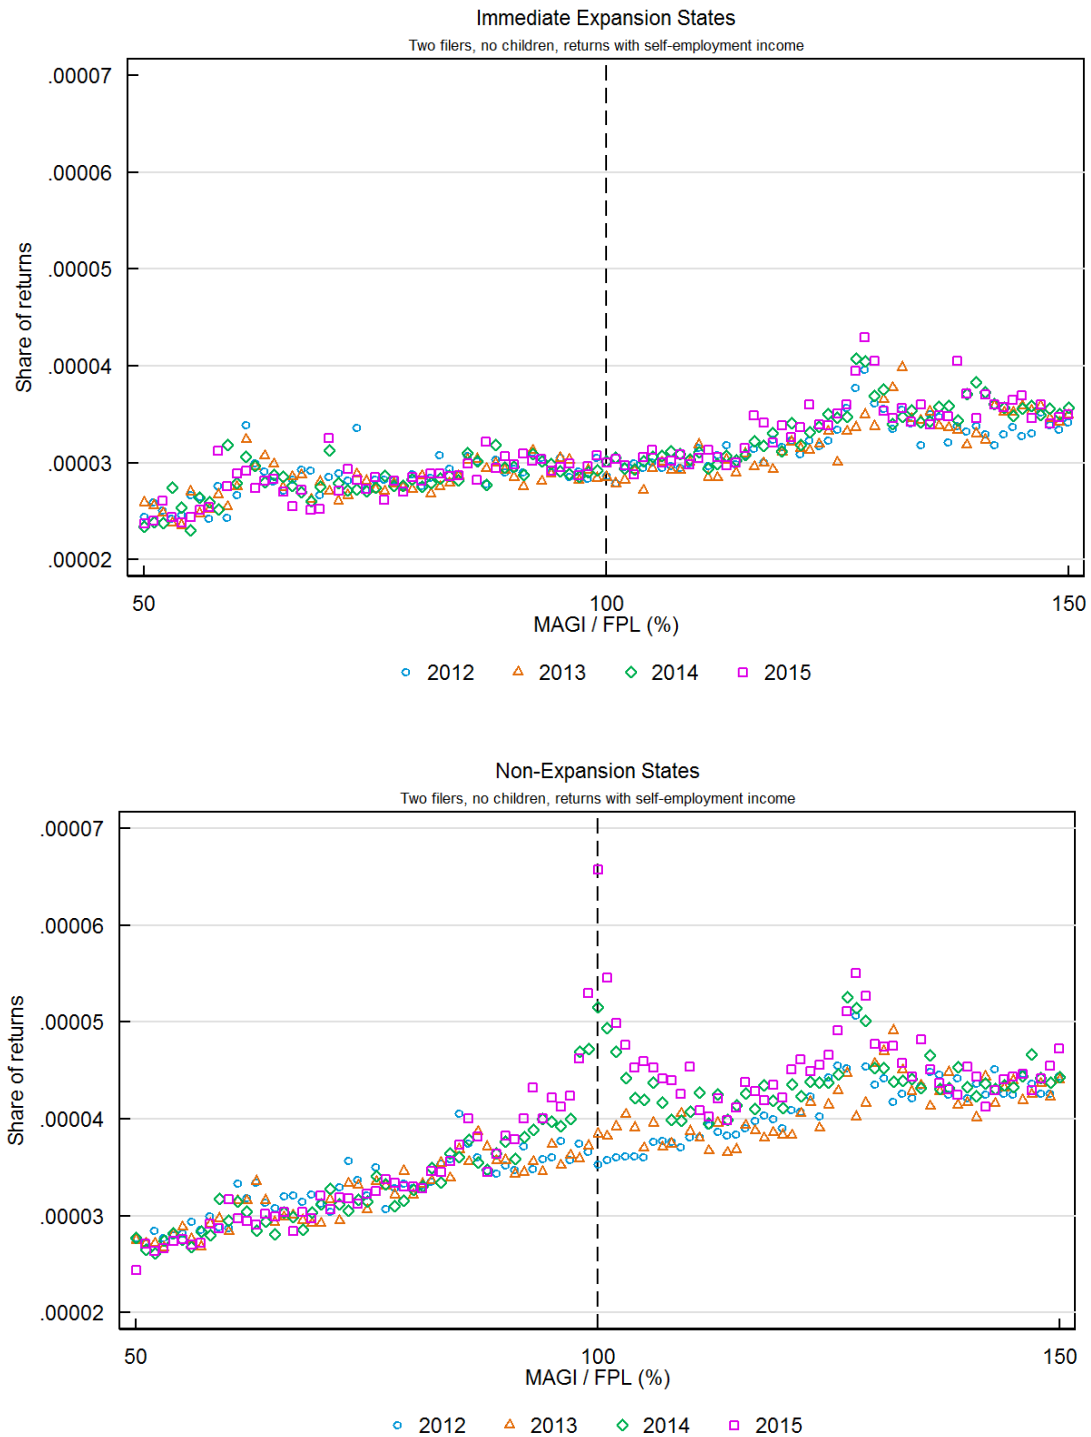 Immediate Expansion States
Two filers, no children, returns with self-employment income
.00007
.00006
.00005
.00004
.00003
.00002
Share of returns
50 100 150
MAGI / FPL (%)
2012 2013 2014 2015
Non-Expansion States
Two filers, no children, returns with self-employment income
.00007
.00006
.00005
.00004
.00003
.00002
Share of returns
50 100 150
MAGI / FPL (%)
2012 2013 2014 2015